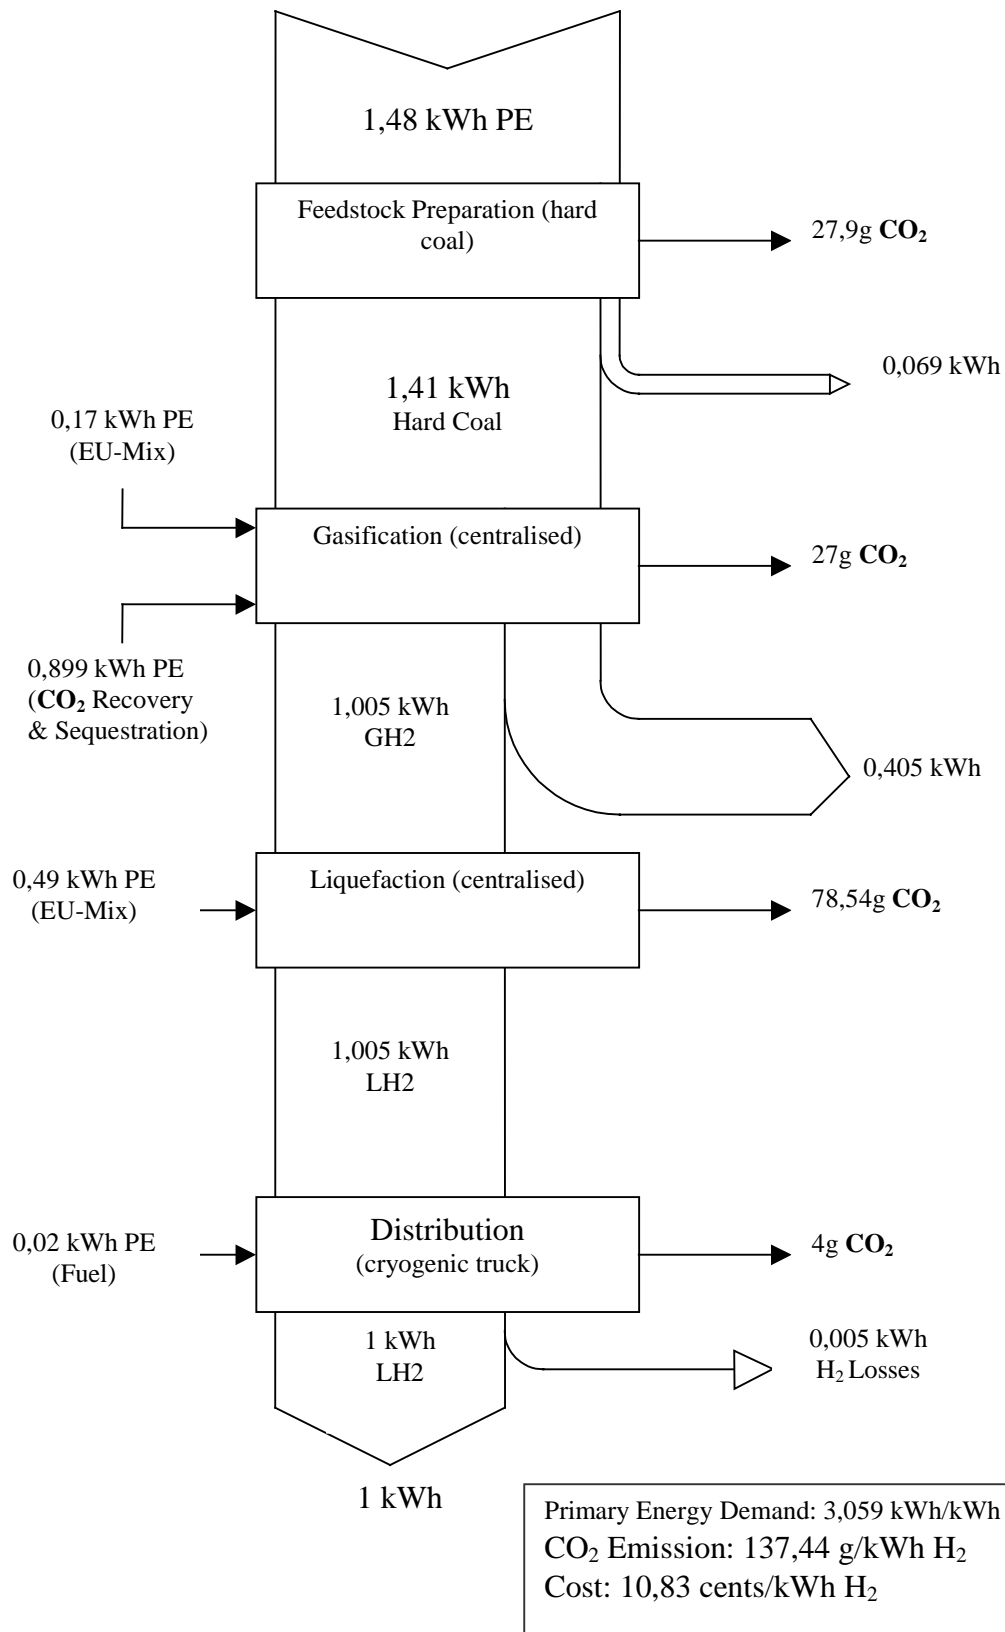 1,48 kWh PE
Feedstock Preparation (hard
coal)
27,9g CO₂
0,069 kWh
1,41 kWh
Hard Coal
0,17 kWh PE
(EU-Mix)
Gasification (centralised)
27g CO₂
0,899 kWh PE
(CO₂ Recovery
& Sequestration)
1,005 kWh
GH2
0,405 kWh
0,49 kWh PE
(EU-Mix)
Liquefaction (centralised)
78,54g CO₂
1,005 kWh
LH2
0,02 kWh PE
(Fuel)
Distribution
(cryogenic truck)
4g CO₂
1 kWh
LH2
0,005 kWh
H₂ Losses
1 kWh
Primary Energy Demand: 3,059 kWh/kWh
CO₂ Emission: 137,44 g/kWh H₂
Cost: 10,83 cents/kWh H₂